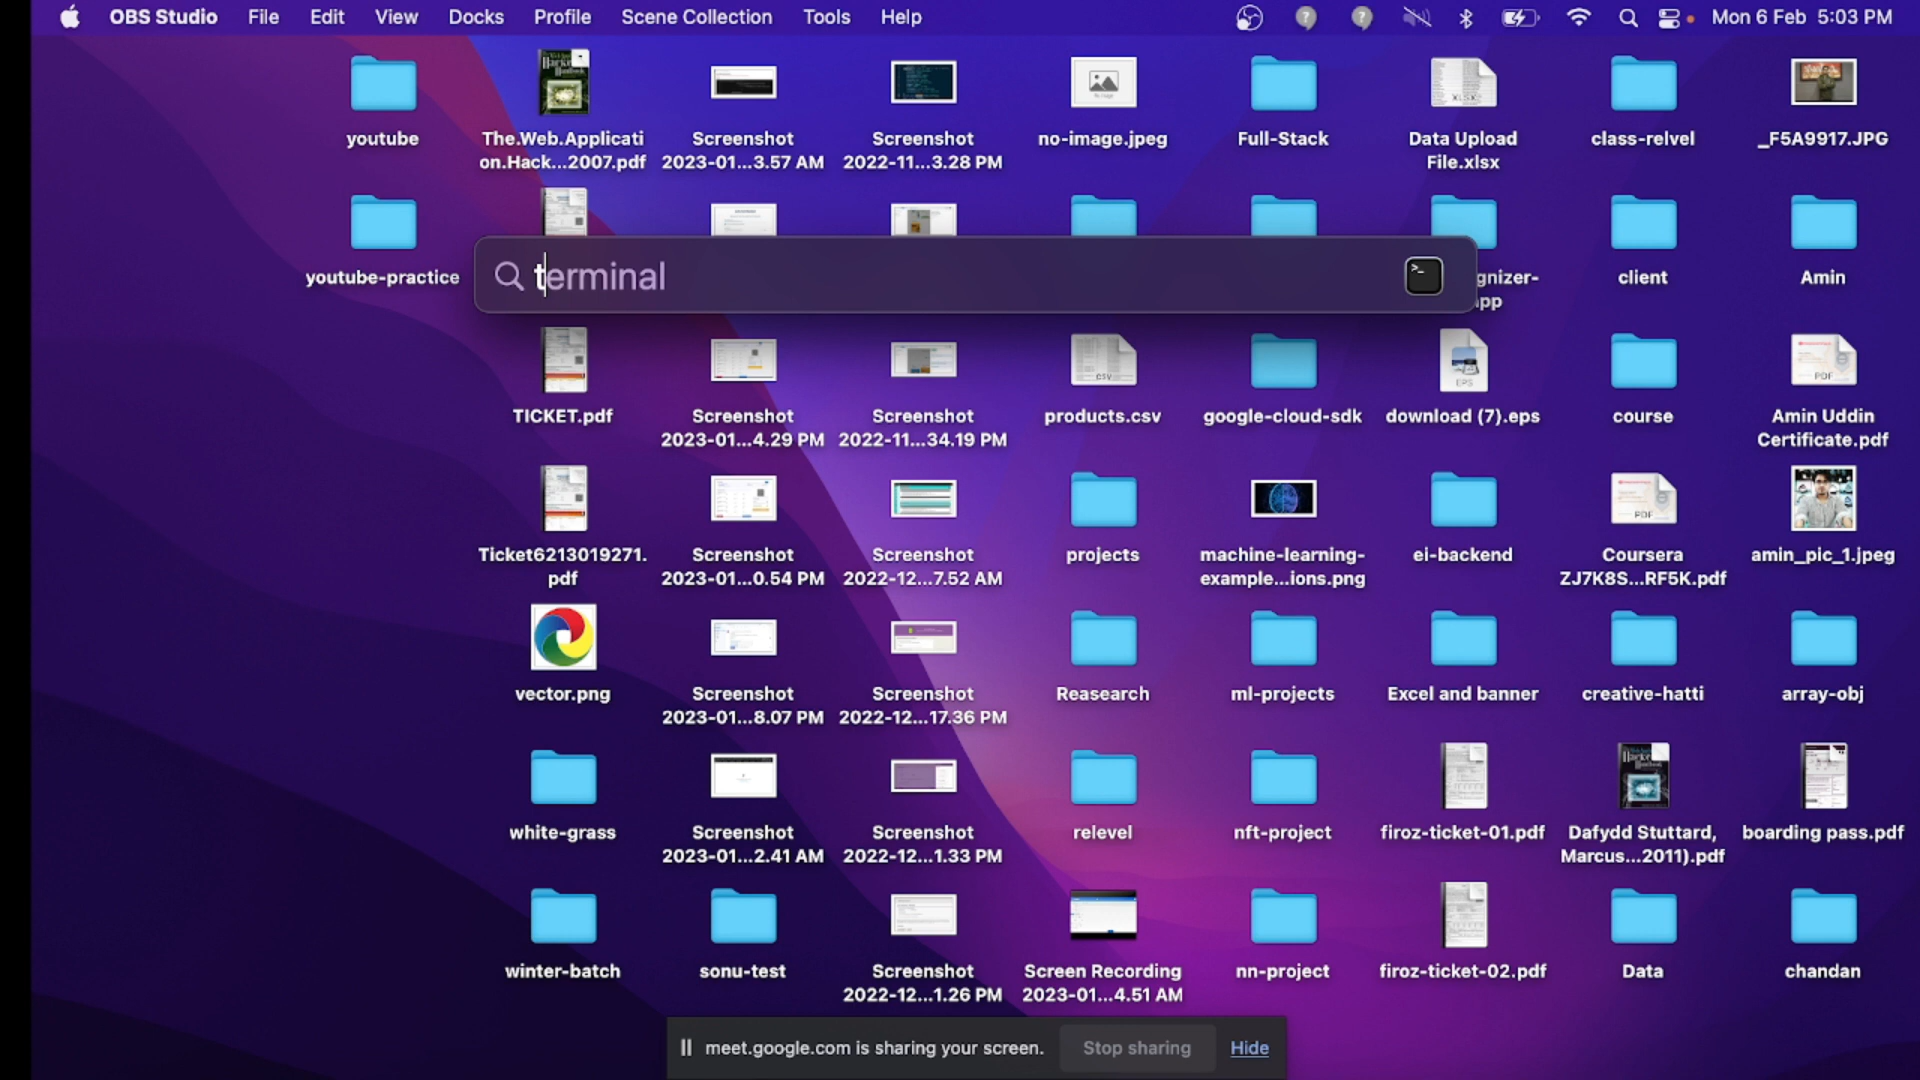 OBS Studio File Edit View Docks Profile Scene Collection Tools Help Mon 6 Feb 5:03 PM
youtube
The.Web.Applicati
on.Hack...2007.pdf
Screenshot
2023-01...3.57 AM
Screenshot
2022-11...3.28 PM
no-image.jpeg
Full-Stack
XLSX
Data Upload
File.xlsx
class-relvel
_F5A9917.JPG
youtube-practice
terminal
gnizer-
client
Amin
TICKET.pdf
Screenshot
2023-01...4.29 PM
Screenshot
2022-11...34.19 PM
csv
products.csv
google-cloud-sdk
EPS
download (7).eps
course
PDF
Amin Uddin
Certificate.pdf
Ticket6213019271.
pdf
Screenshot
2023-01...0.54 PM
Screenshot
2022-12...7.52 AM
projects
machine-learning-
example...ions.png
ei-backend
PDF
Coursera
ZJ7K8S...RF5K.pdf
amin_pic_1.jpeg
vector.png
Screenshot
2023-01...8.07 PM
Screenshot
2022-12...17.36 PM
Reasearch
ml-projects
Excel and banner
creative-hatti
array-obj
white-grass
Screenshot
2023-01...2.41 AM
Screenshot
2022-12...1.33 PM
relevel
nft-project
firoz-ticket-01.pdf
Dafydd Stuttard,
Marcus...2011).pdf
boarding pass.pdf
winter-batch
sonu-test
Screenshot
2022-12...1.26 PM
Screen Recording
2023-01...4.51 AM
nn-project
firoz-ticket-02.pdf
Data
chandan
meet.google.com is sharing your screen. Stop sharing Hide